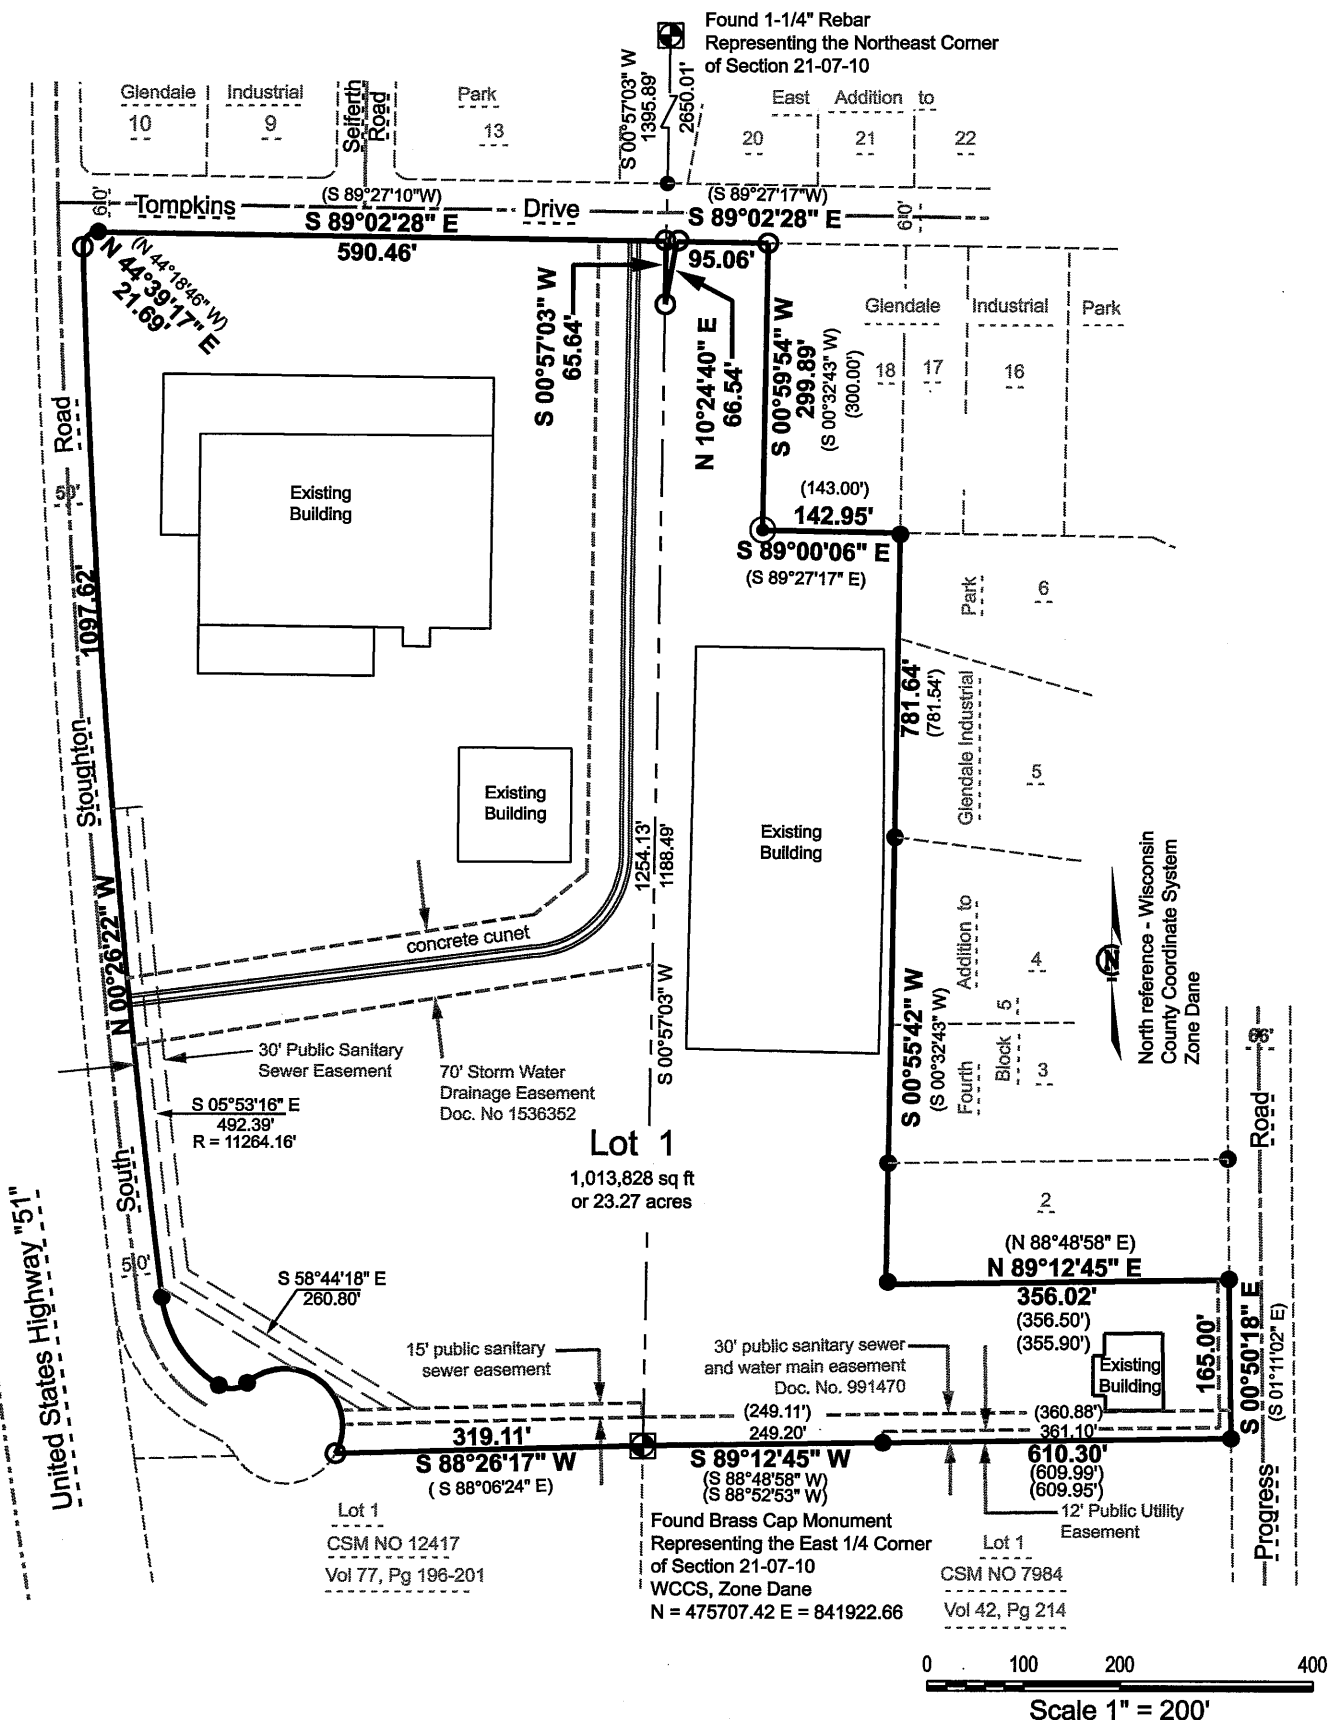 Found 1-1/4" Rebar
Representing the Northeast Corner
of Section 21-07-10
S 00°57'03" W
1395.89'
2650.01'
Glendale
Industrial
Park
East
Addition to
10
9
13
20
21
22
Seiferth
Road
60'
Tompkins
Drive
(S 89°27'10"W)
S 89°02'28" E
590.46'
(S 89°27'17"W)
S 89°02'28" E
95.06'
60'
(N 44°18'46" W)
N 44°39'17" E
21.69'
S 00°57'03" W
65.64'
N 10°24'40" E
66.54'
S 00°59'54" W
299.89'
(S 00°32'43" W)
(300.00')
Glendale
Industrial
Park
18
17
16
Road
50'
Existing
Building
(143.00')
142.95'
S 89°00'06" E
(S 89°27'17" E)
1097.62'
Park
6
781.64'
(781.54')
Glendale Industrial
5
Stoughton
Existing
Building
Existing
Building
1254.13'
1188.49'
N 00°26'22" W
concrete cunet
S 00°57'03" W
S 00°55'42" W
(S 00°32'43" W)
Addition to
4
Block 5
3
Fourth
North reference - Wisconsin
County Coordinate System
Zone Dane
N
66'
Road
30' Public Sanitary
Sewer Easement
70' Storm Water
Drainage Easement
Doc. No 1536352
S 05°53'16" E
492.39'
R = 11264.16'
Lot 1
1,013,828 sq ft
or 23.27 acres
South
50'
United States Highway "51"
2
(N 88°48'58" E)
N 89°12'45" E
356.02'
(356.50')
(355.90')
S 58°44'18" E
260.80'
15' public sanitary
sewer easement
30' public sanitary sewer
and water main easement
Doc. No. 991470
Existing
Building
165.00'
S 00°50'18" E
(S 01°11'02" E)
319.11'
S 88°26'17" W
( S 88°06'24" E)
(249.11')
249.20'
S 89°12'45" W
(S 88°48'58" W)
(S 88°52'53" W)
(360.88')
361.10'
610.30'
(609.99')
(609.95')
12' Public Utility
Easement
Progress
Lot 1
CSM NO 12417
Vol 77, Pg 196-201
Found Brass Cap Monument
Representing the East 1/4 Corner
of Section 21-07-10
WCCS, Zone Dane
N = 475707.42 E = 841922.66
Lot 1
CSM NO 7984
Vol 42, Pg 214
0 100 200 400
Scale 1" = 200'